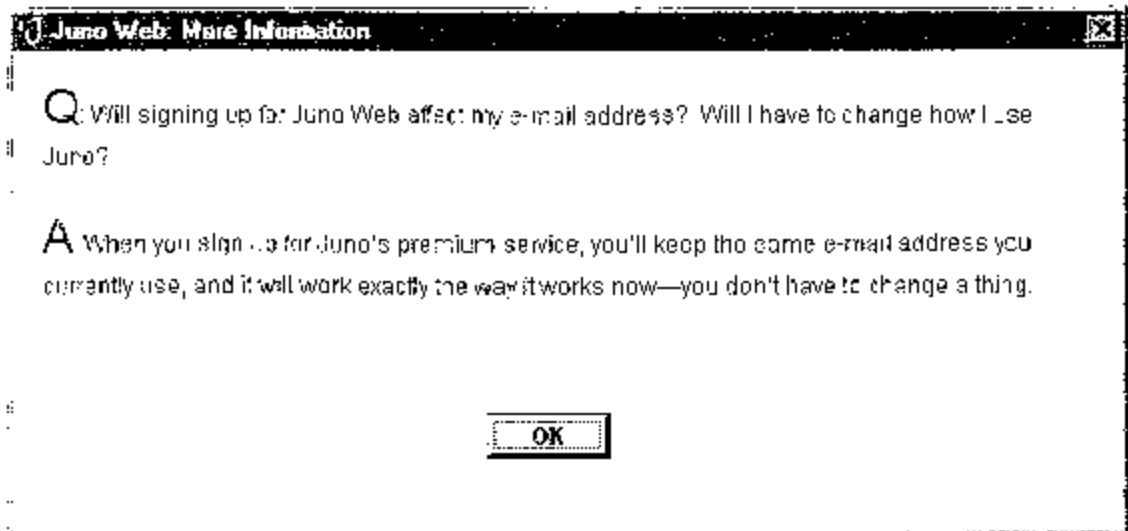 Juno Web: More Information
Q: Will signing up for Juno Web affect my e-mail address? Will I have to change how I use
Juno?
A When you sign up for Juno's premium service, you'll keep the same e-mail address you
currently use, and it will work exactly the way it works now—you don't have to change a thing.
OK